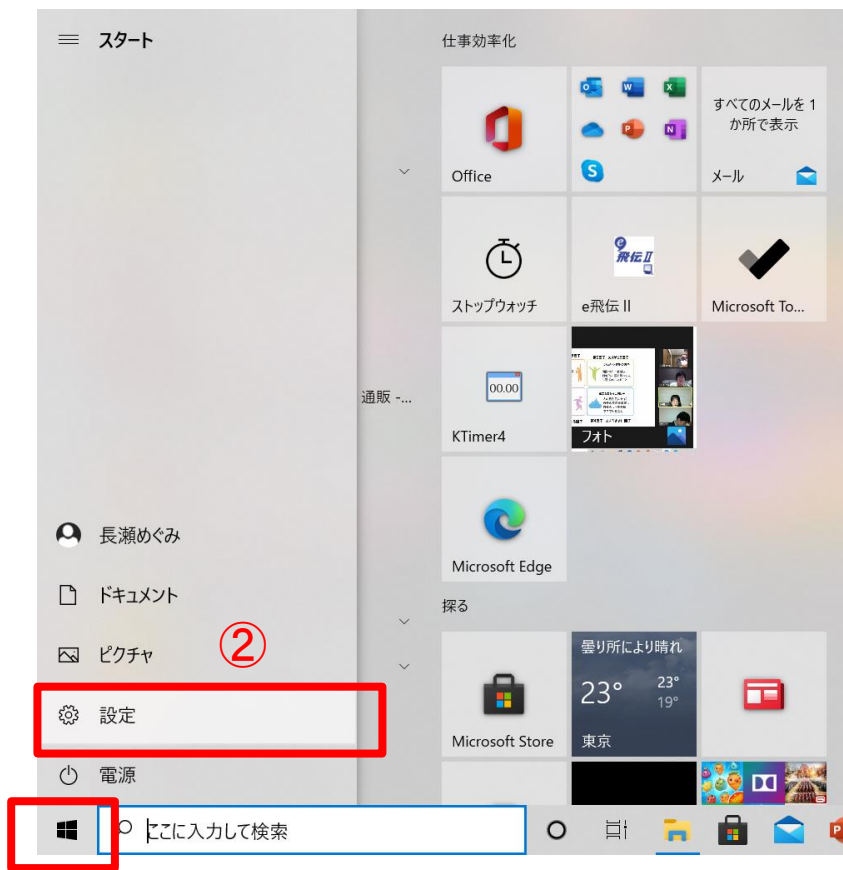 スタート
仕事効率化
Office
すべてのメールを 1
か所で表示
メール
ストップウォッチ
e飛伝Ⅱ
e飛伝 II
Microsoft To...
通販 -...
00.00
KTimer4
フォト
Microsoft Edge
長瀬めぐみ
ドキュメント
ピクチャ
②
設定
電源
探る
Microsoft Store
曇り所により晴れ
23°
23°
19°
東京
ここに入力して検索